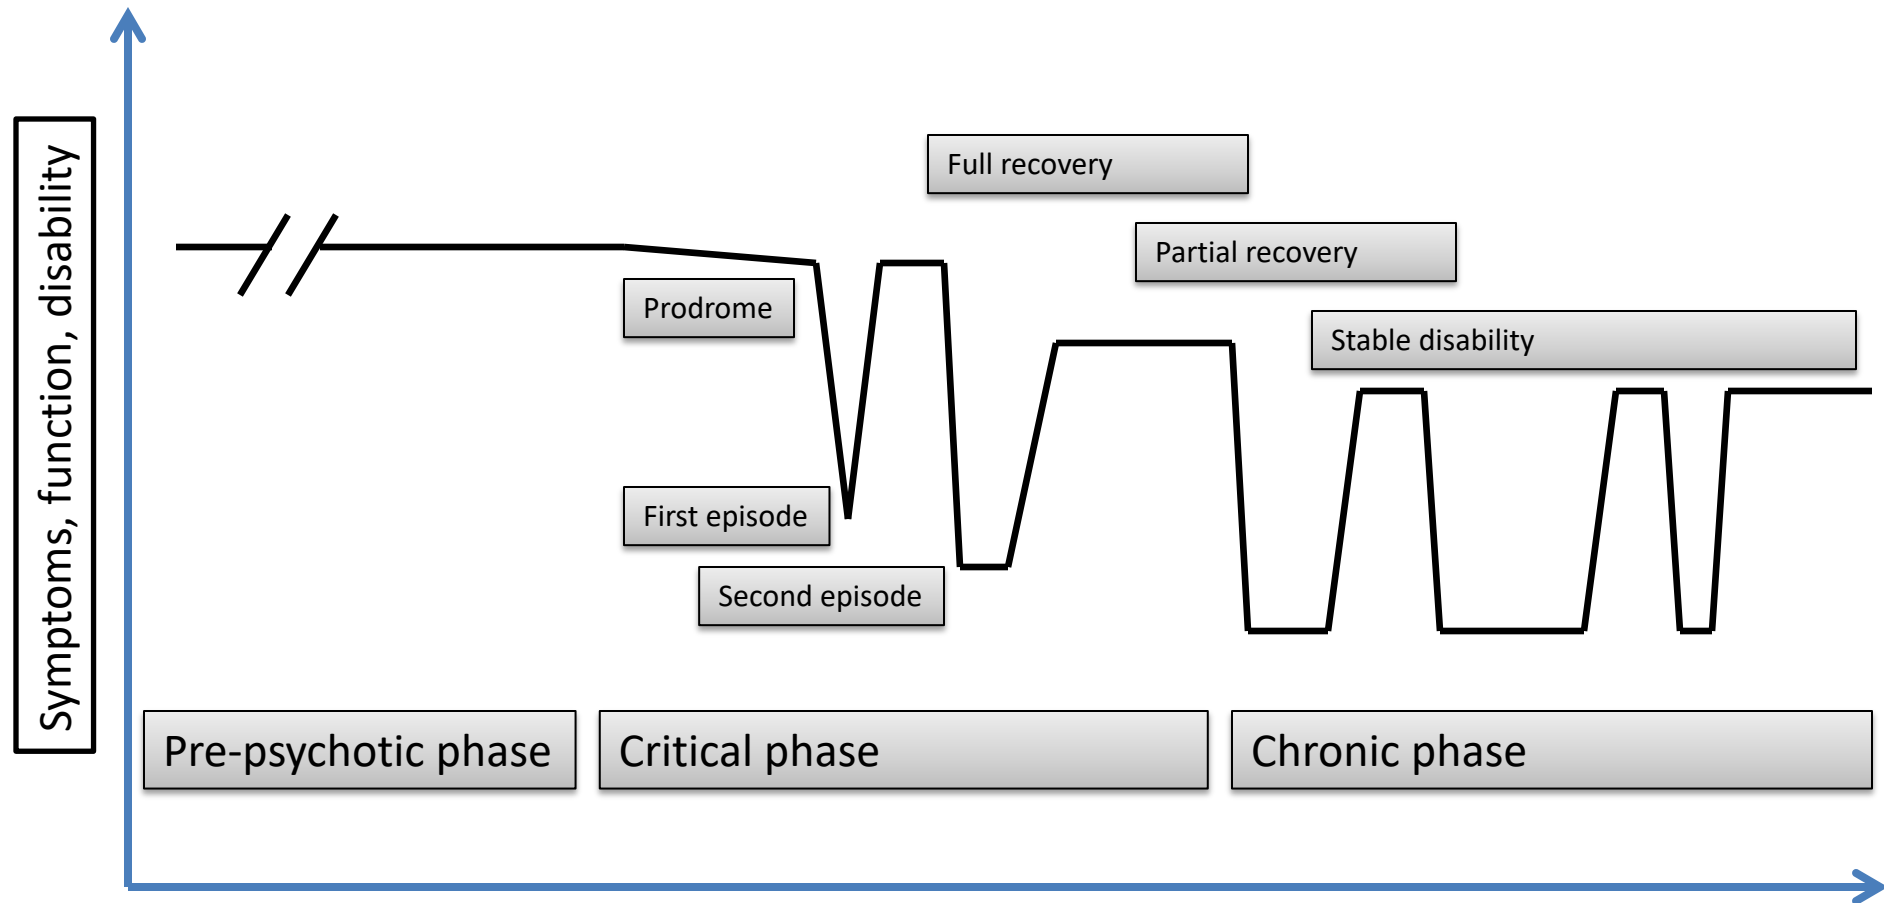 Symptoms, function, disability
Full recovery
Partial recovery
Prodrome
Stable disability
First episode
Second episode
Pre-psychotic phase
Critical phase
Chronic phase